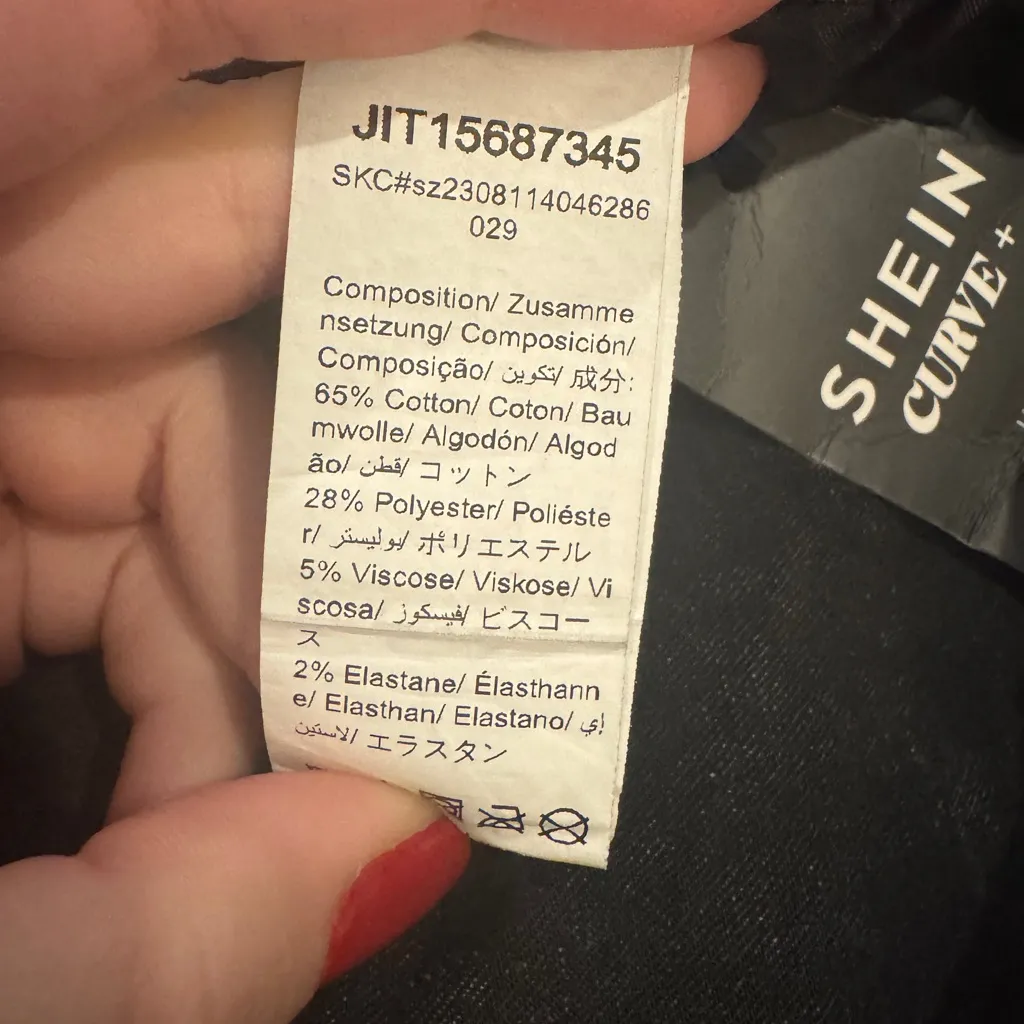 JIT15687345
SKC#sz2308114046286
029
Composition/ Zusamme
nsetzung/ Composición/
Composição/ تكوين/ 成分:
65% Cotton/ Coton/ Bau
mwolle/ Algodón/ Algod
ão/ قطن/ コットン
28% Polyester/ Poliéste
r/ بوليستر/ ポリエステル
5% Viscose/ Viskose/ Vi
scosa/ فيسكوز/ ビスコー
ス
2% Elastane/ Élasthann
e/ Elasthan/ Elastano/ إي
لاستين/ エラスタン
SHEIN
CURVE +